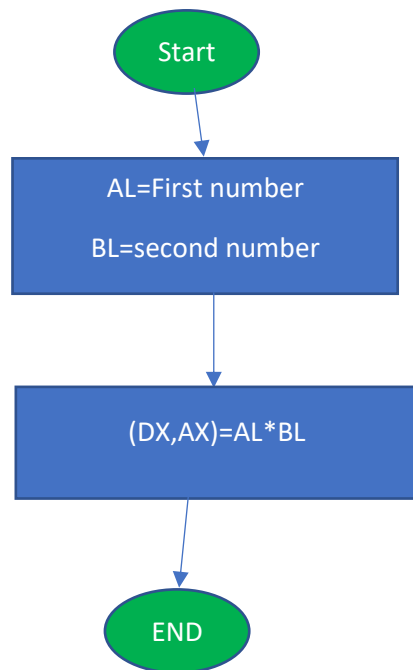 Start
AL=First number
BL=second number
(DX,AX)=AL*BL
END